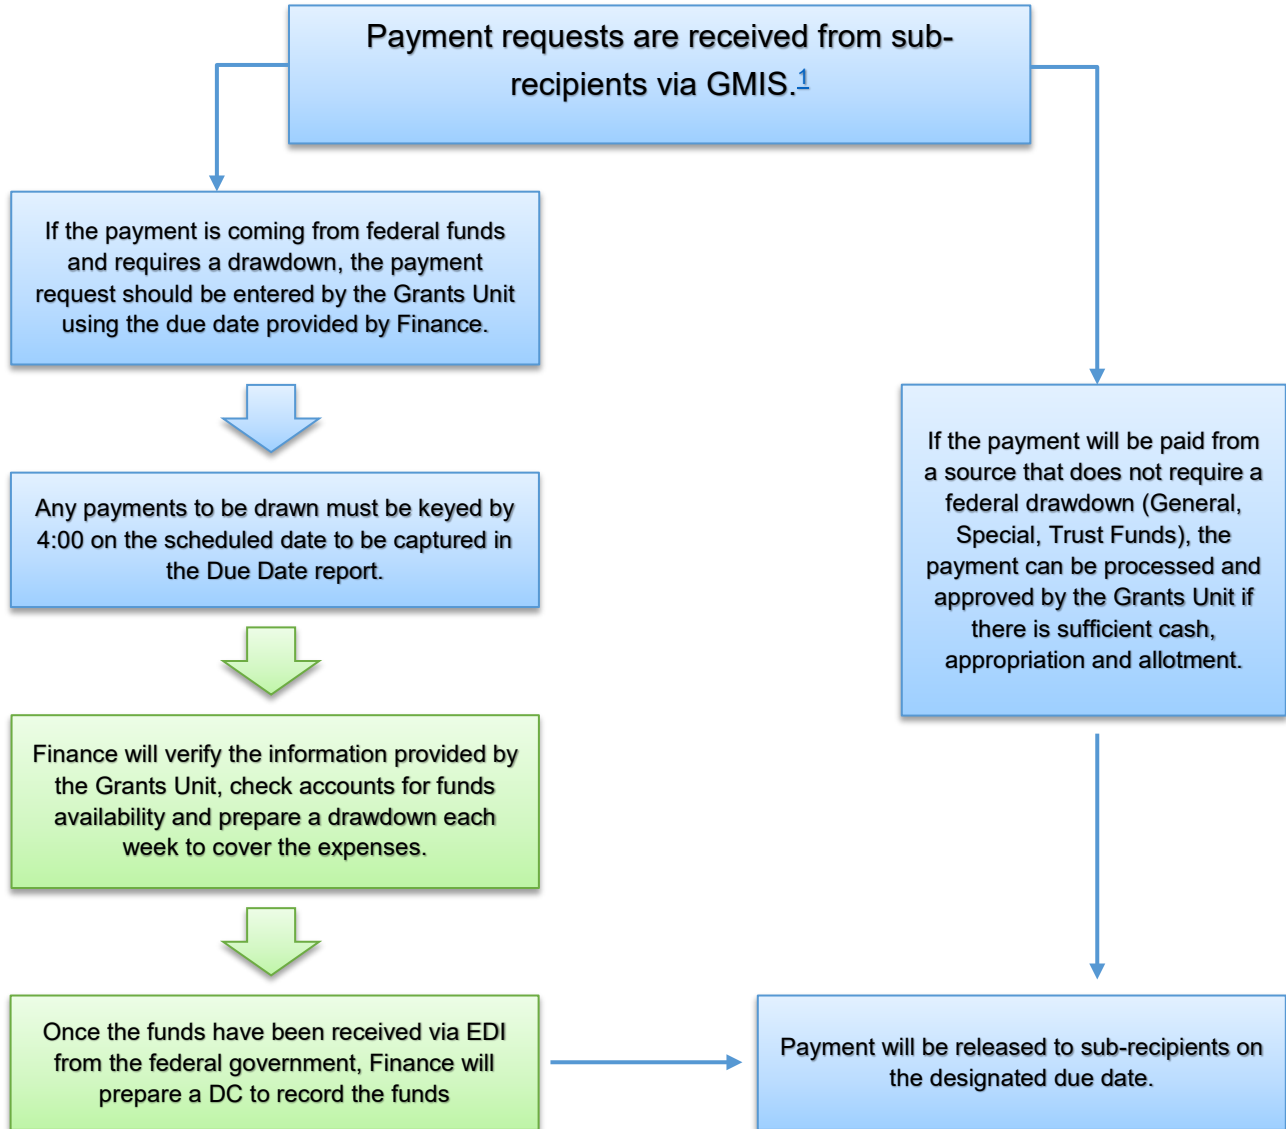 Payment requests are received from sub-
recipients via GMIS.1
If the payment is coming from federal funds
and requires a drawdown, the payment
request should be entered by the Grants Unit
using the due date provided by Finance.
Any payments to be drawn must be keyed by
4:00 on the scheduled date to be captured in
the Due Date report.
Finance will verify the information provided by
the Grants Unit, check accounts for funds
availability and prepare a drawdown each
week to cover the expenses.
Once the funds have been received via EDI
from the federal government, Finance will
prepare a DC to record the funds
If the payment will be paid from
a source that does not require a
federal drawdown (General,
Special, Trust Funds), the
payment can be processed and
approved by the Grants Unit if
there is sufficient cash,
appropriation and allotment.
Payment will be released to sub-recipients on
the designated due date.